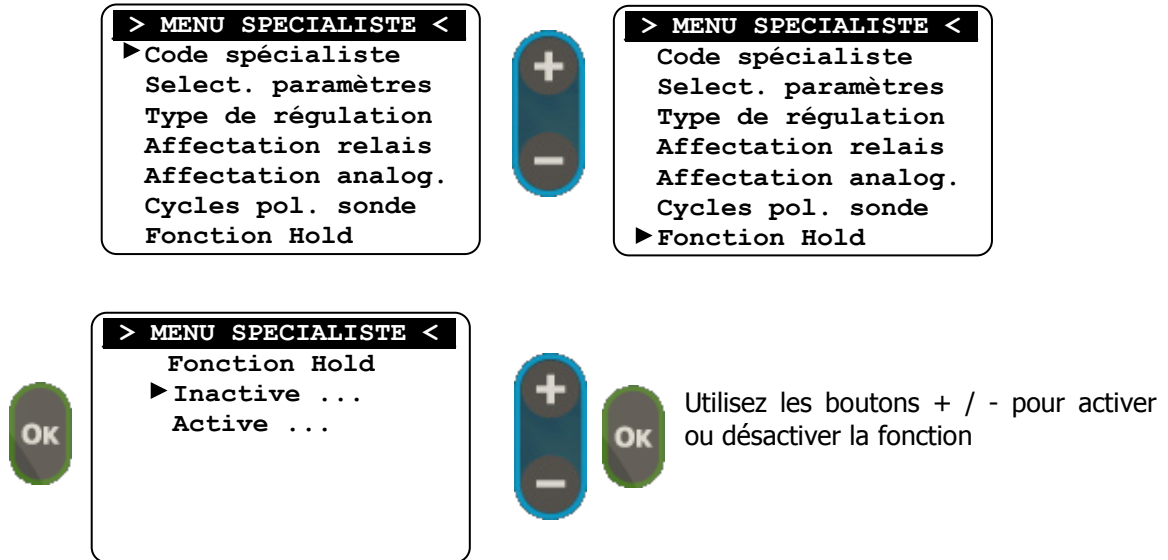 > MENU SPECIALISTE <
►Code spécialiste
Select. paramètres
Type de régulation
Affectation relais
Affectation analog.
Cycles pol. sonde
Fonction Hold
+
−
> MENU SPECIALISTE <
Code spécialiste
Select. paramètres
Type de régulation
Affectation relais
Affectation analog.
Cycles pol. sonde
►Fonction Hold
OK
> MENU SPECIALISTE <
Fonction Hold
►Inactive ...
Active ...
+
−
OK
Utilisez les boutons + / - pour activer
ou désactiver la fonction